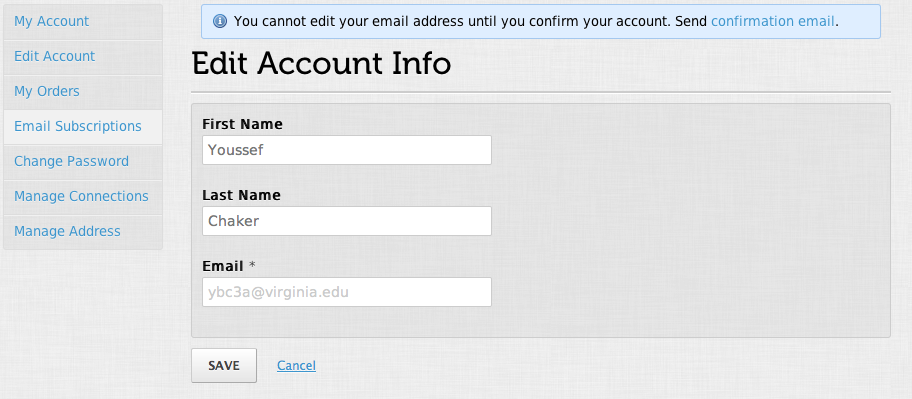 My Account
Edit Account
My Orders
Email Subscriptions
Change Password
Manage Connections
Manage Address
You cannot edit your email address until you confirm your account. Send confirmation email.
Edit Account Info
First Name
Youssef
Last Name
Chaker
Email *
ybc3a@virginia.edu
SAVE Cancel